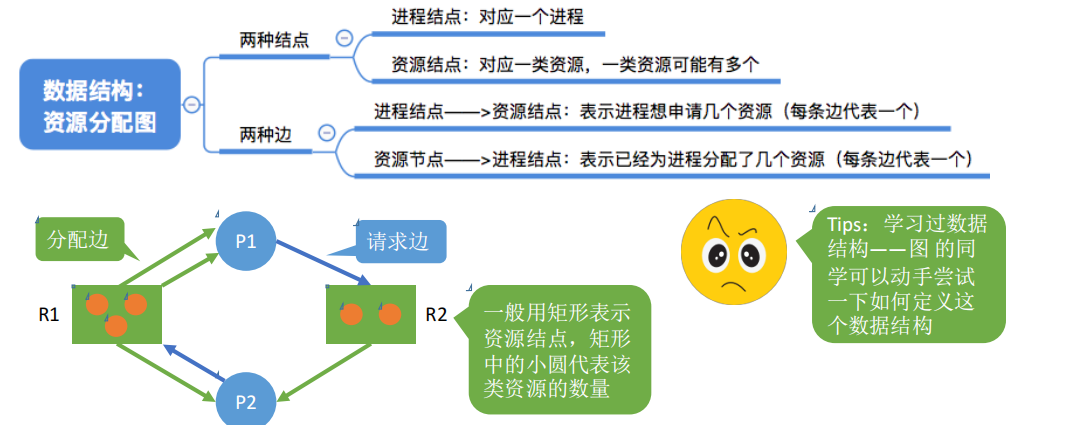 进程结点：对应一个进程
两种结点
资源结点：对应一类资源，一类资源可能有多个
数据结构：
资源分配图
进程结点——>资源结点：表示进程想申请几个资源（每条边代表一个）
两种边
资源节点——>进程结点：表示已经为进程分配了几个资源（每条边代表一个）
分配边
P1
请求边
Tips： 学习过数据
结构——图 的同
学可以动手尝试
一下如何定义这
个数据结构
R1
R2
一般用矩形表示
资源结点，矩形
中的小圆代表该
类资源的数量
P2